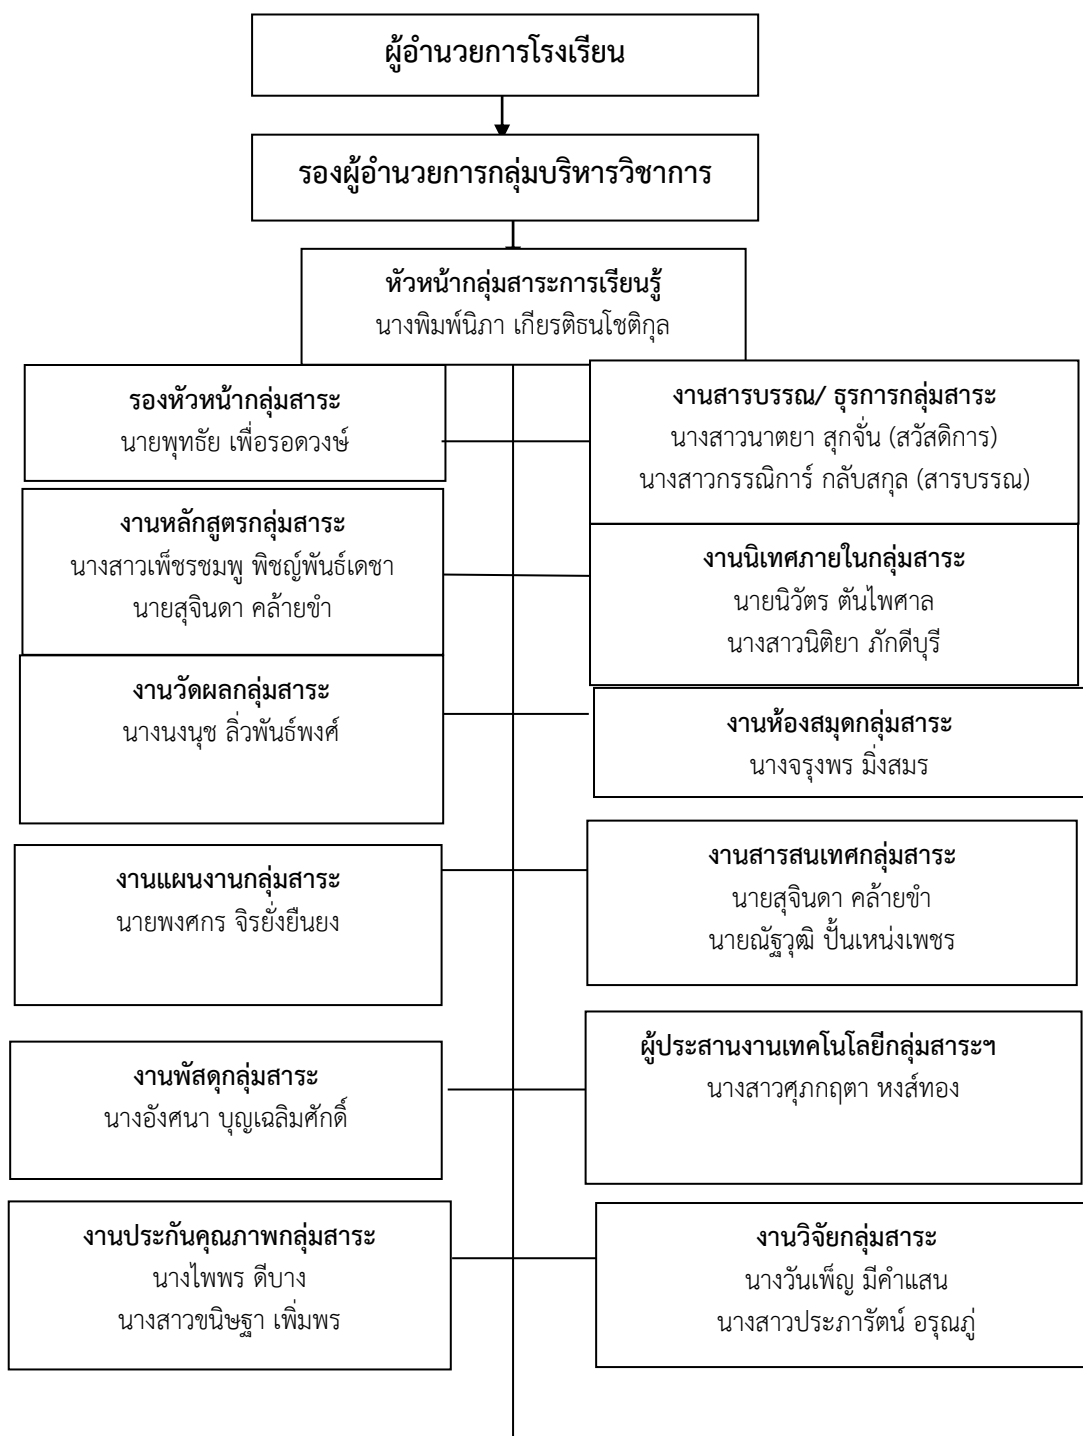 ผู้อำนวยการโรงเรียน
รองผู้อำนวยการกลุ่มบริหารวิชาการ
หัวหน้ากลุ่มสาระการเรียนรู้
นางพิมพ์นิภา เกียรติธนโชติกุล
รองหัวหน้ากลุ่มสาระ
นายพุทธัย เพื่อรอดวงษ์
งานสารบรรณ/ ธุรการกลุ่มสาระ
นางสาวนาตยา สุกจั่น (สวัสดิการ)
นางสาวกรรณิการ์ กลับสกุล (สารบรรณ)
งานหลักสูตรกลุ่มสาระ
นางสาวเพ็ชรชมพู พิชญ์พันธ์เดชา
นายสุจินดา คล้ายขำ
งานนิเทศภายในกลุ่มสาระ
นายนิวัตร ตันไพศาล
นางสาวนิติยา ภักดีบุรี
งานวัดผลกลุ่มสาระ
นางนงนุช ลิ่วพันธ์พงศ์
งานห้องสมุดกลุ่มสาระ
นางจรุงพร มิ่งสมร
งานแผนงานกลุ่มสาระ
นายพงศกร จิรยั่งยืนยง
งานสารสนเทศกลุ่มสาระ
นายสุจินดา คล้ายขำ
นายณัฐวุฒิ ปั้นเหน่งเพชร
งานพัสดุกลุ่มสาระ
นางอังศนา บุญเฉลิมศักดิ์
ผู้ประสานงานเทคโนโลยีกลุ่มสาระฯ
นางสาวศุภกฤตา หงส์ทอง
งานประกันคุณภาพกลุ่มสาระ
นางไพพร ดีบาง
นางสาวขนิษฐา เพิ่มพร
งานวิจัยกลุ่มสาระ
นางวันเพ็ญ มีคำแสน
นางสาวประภารัตน์ อรุณภู่